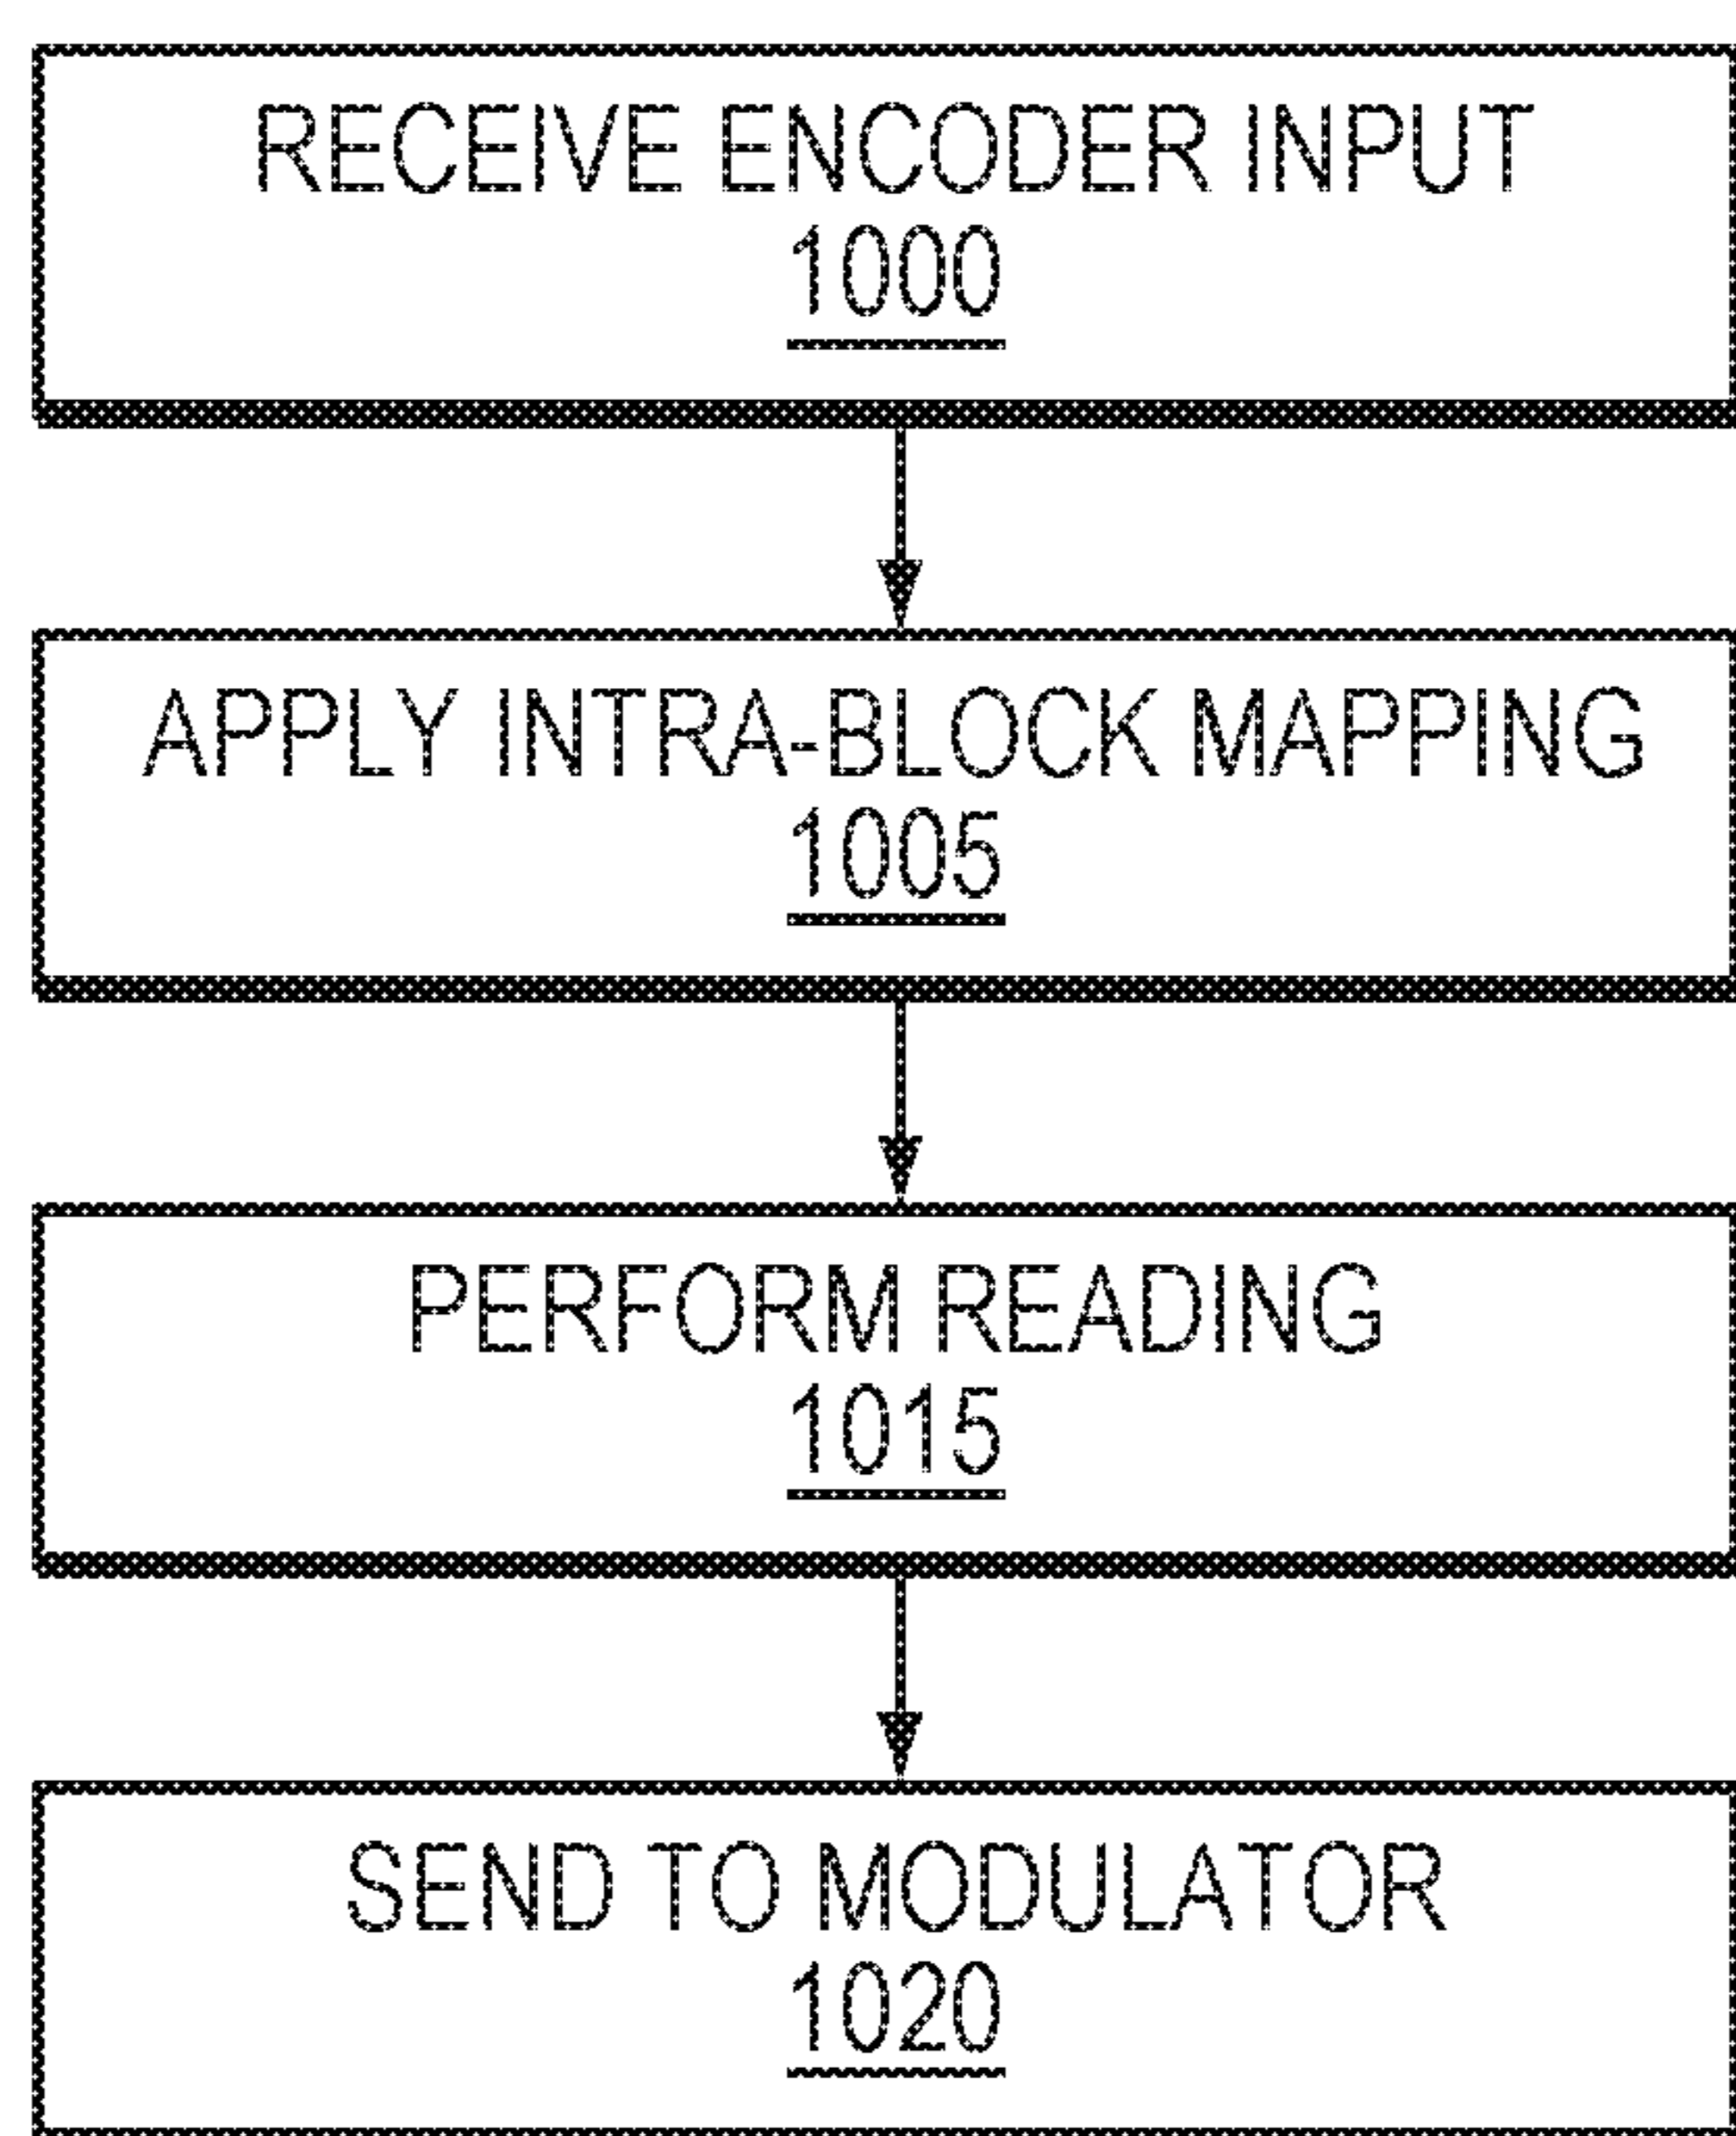 RECEIVE ENCODER INPUT
1000
APPLY INTRA-BLOCK MAPPING
1005
PERFORM READING
1015
SEND TO MODULATOR
1020